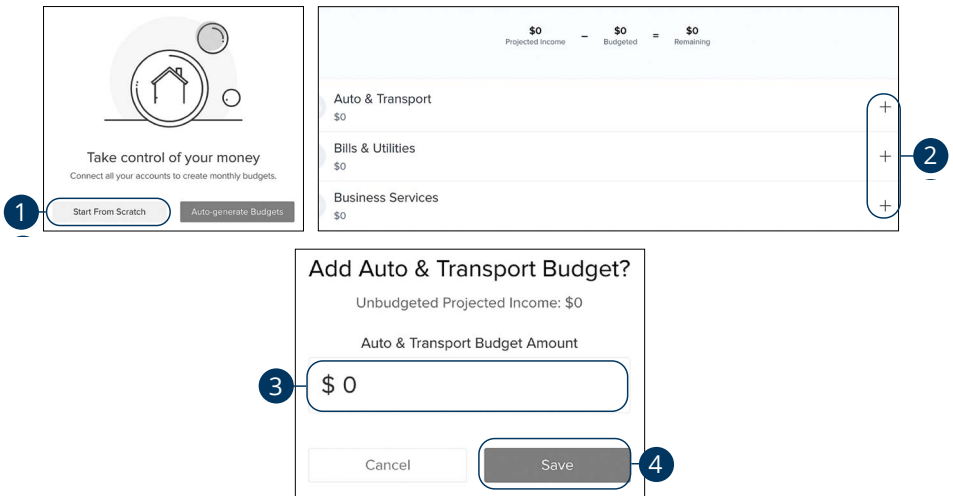 Take control of your money
Connect all your accounts to create monthly budgets.
1
Start From Scratch
Auto-generate Budgets
$0 – $0 = $0
Projected Income Budgeted Remaining
Auto & Transport
$0
+
Bills & Utilities
$0
+
2
Business Services
$0
+
Add Auto & Transport Budget?
Unbudgeted Projected Income: $0
Auto & Transport Budget Amount
3
$ 0
Cancel
Save
4